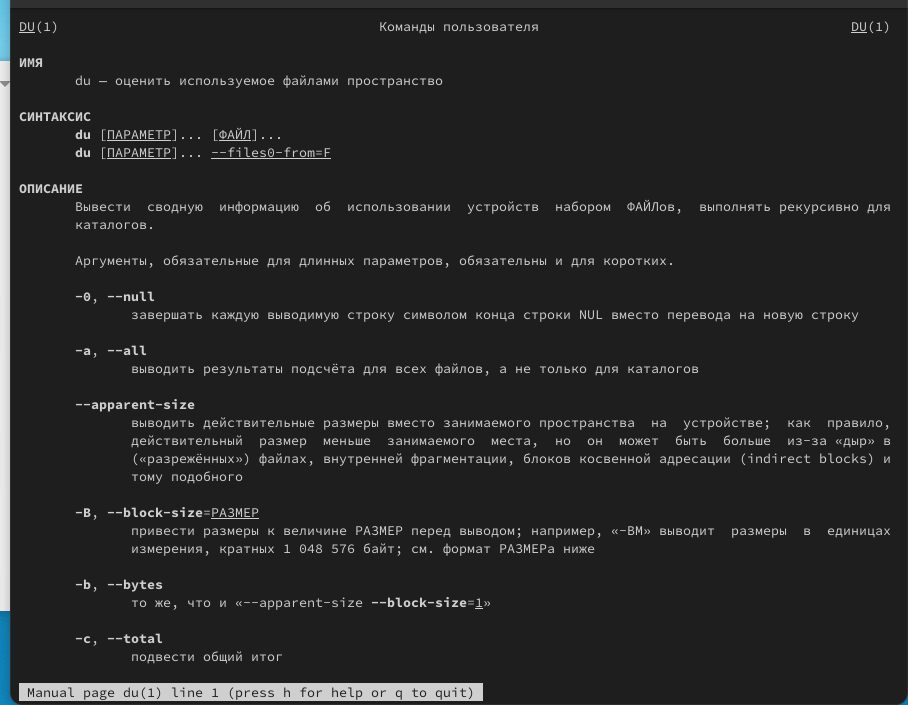 DU(1) Команды пользователя DU(1)
ИМЯ
du — оценить используемое файлами пространство
СИНТАКСИС
du [ПАРАМЕТР]... [ФАЙЛ]...
du [ПАРАМЕТР]... --files0-from=F
ОПИСАНИЕ
Вывести сводную информацию об использовании устройств набором ФАЙЛов, выполнять рекурсивно для
каталогов.
Аргументы, обязательные для длинных параметров, обязательны и для коротких.
-0, --null
завершать каждую выводимую строку символом конца строки NUL вместо перевода на новую строку
-a, --all
выводить результаты подсчёта для всех файлов, а не только для каталогов
--apparent-size
выводить действительные размеры вместо занимаемого пространства на устройстве; как правило,
действительный размер меньше занимаемого места, но он может быть больше из-за «дыр» в
(«разрежённых») файлах, внутренней фрагментации, блоков косвенной адресации (indirect blocks) и
тому подобного
-B, --block-size=РАЗМЕР
привести размеры к величине РАЗМЕР перед выводом; например, «-BM» выводит размеры в единицах
измерения, кратных 1 048 576 байт; см. формат РАЗМЕРа ниже
-b, --bytes
то же, что и «--apparent-size --block-size=1»
-c, --total
подвести общий итог
Manual page du(1) line 1 (press h for help or q to quit)